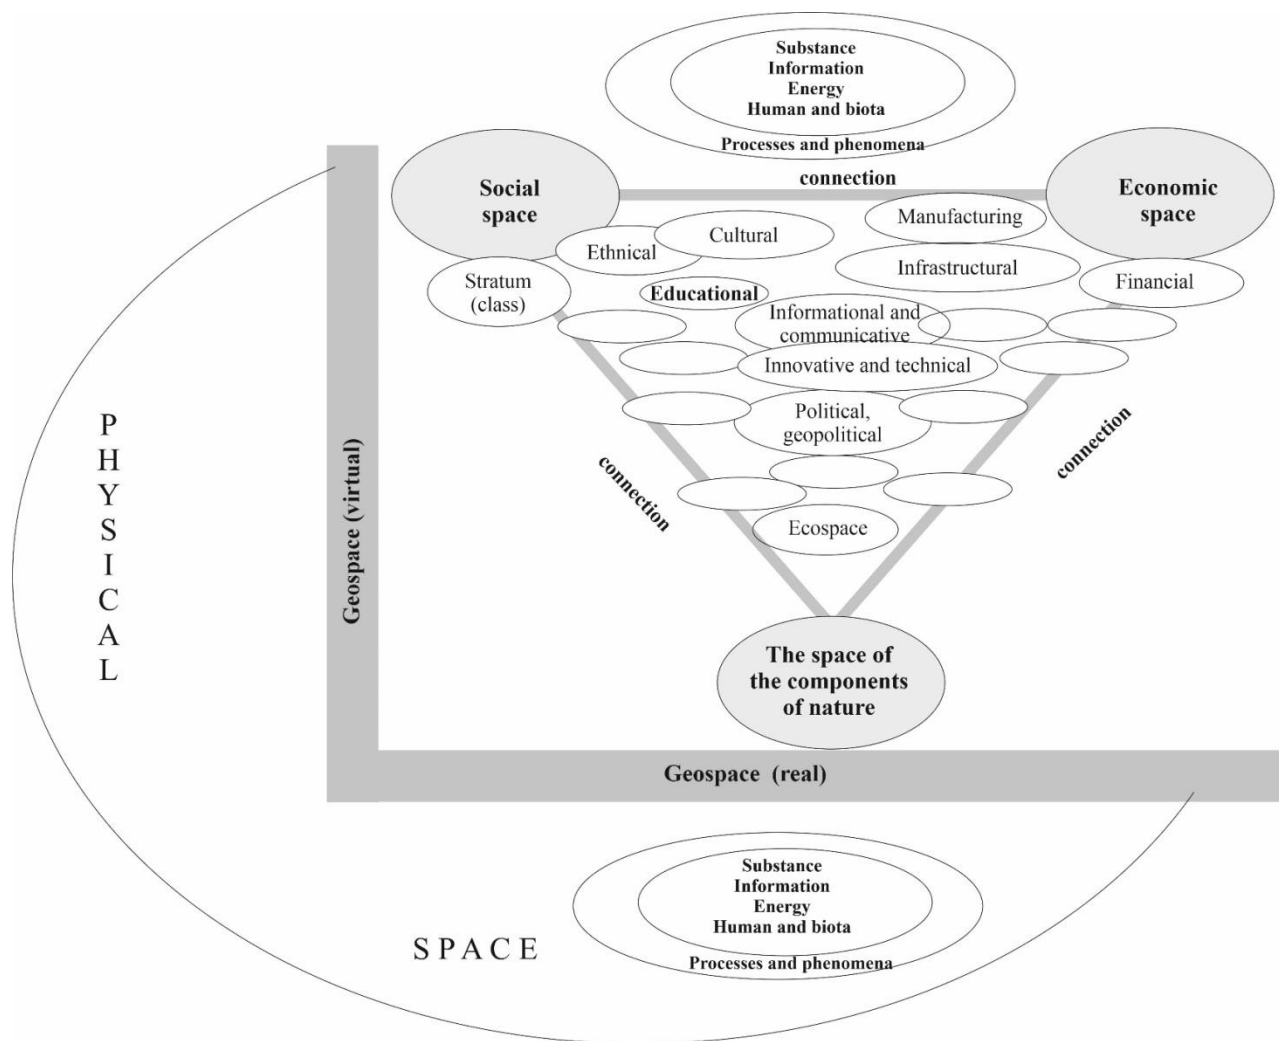 Substance
Information
Energy
Human and biota
Processes and phenomena
connection
Social
space
Economic
space
Manufacturing
Cultural
Ethnical
Infrastructural
Stratum
(class)
Financial
Educational
Informational and
communicative
Innovative and technical
Political,
geopolitical
connection
connection
Ecospace
PHYSICAL
Geospace (virtual)
The space of
the components
of nature
Geospace (real)
Substance
Information
Energy
Human and biota
Processes and phenomena
SPACE